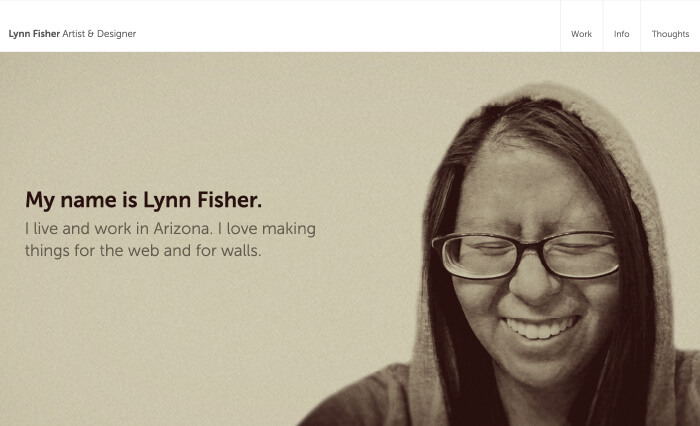 Lynn Fisher Artist & Designer
Work
Info
Thoughts
My name is Lynn Fisher.
I live and work in Arizona. I love making
things for the web and for walls.